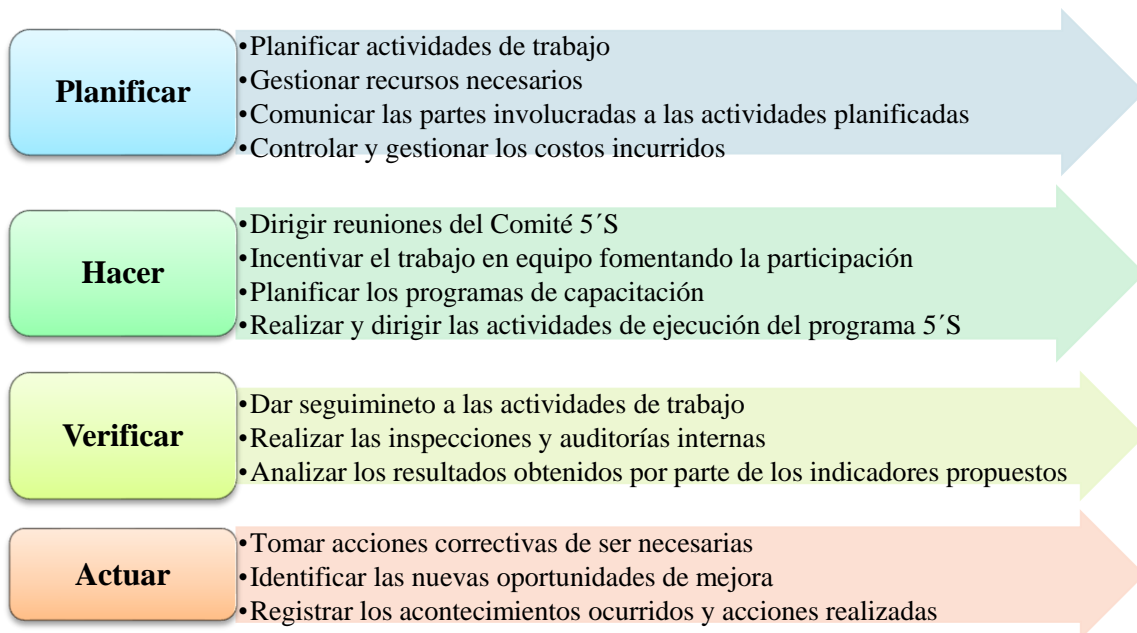 Planificar
•Planificar actividades de trabajo
•Gestionar recursos necesarios
•Comunicar las partes involucradas a las actividades planificadas
•Controlar y gestionar los costos incurridos
Hacer
•Dirigir reuniones del Comité 5´S
•Incentivar el trabajo en equipo fomentando la participación
•Planificar los programas de capacitación
•Realizar y dirigir las actividades de ejecución del programa 5´S
Verificar
•Dar seguimineto a las actividades de trabajo
•Realizar las inspecciones y auditorías internas
•Analizar los resultados obtenidos por parte de los indicadores propuestos
Actuar
•Tomar acciones correctivas de ser necesarias
•Identificar las nuevas oportunidades de mejora
•Registrar los acontecimientos ocurridos y acciones realizadas